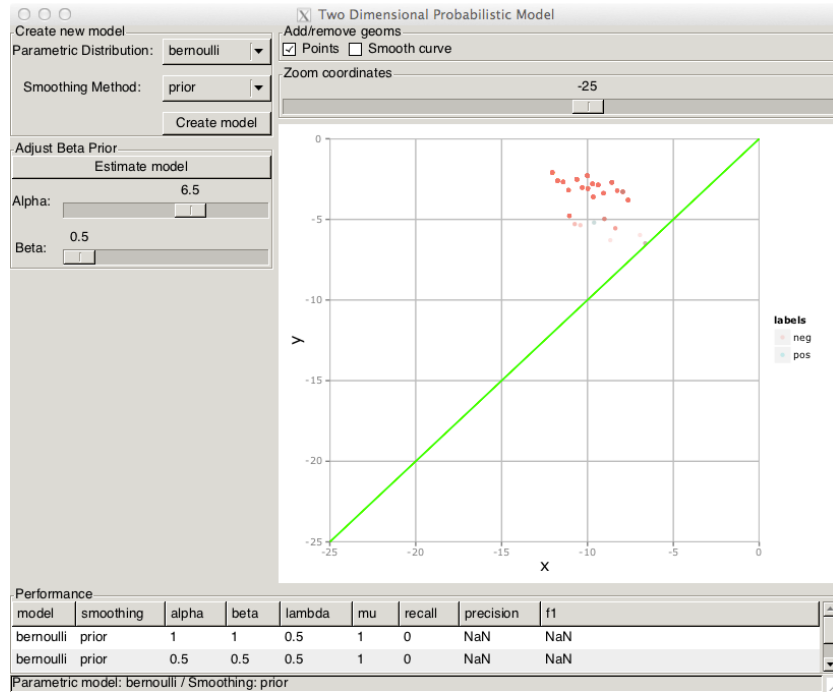 Two Dimensional Probabilistic Model
Create new model
Parametric Distribution: bernoulli
Smoothing Method: prior
Create model
Adjust Beta Prior
Estimate model
6.5
Alpha:
0.5
Beta:
Add/remove geoms
Points Smooth curve
Zoom coordinates
-25
0
-5
-10
-15
-20
-25
y
-25 -20 -15 -10 -5 0
x
labels
neg
pos
Performance
model smoothing alpha beta lambda mu recall precision f1
bernoulli prior 1 1 0.5 1 0 NaN NaN
bernoulli prior 0.5 0.5 0.5 1 0 NaN NaN
Parametric model: bernoulli / Smoothing: prior